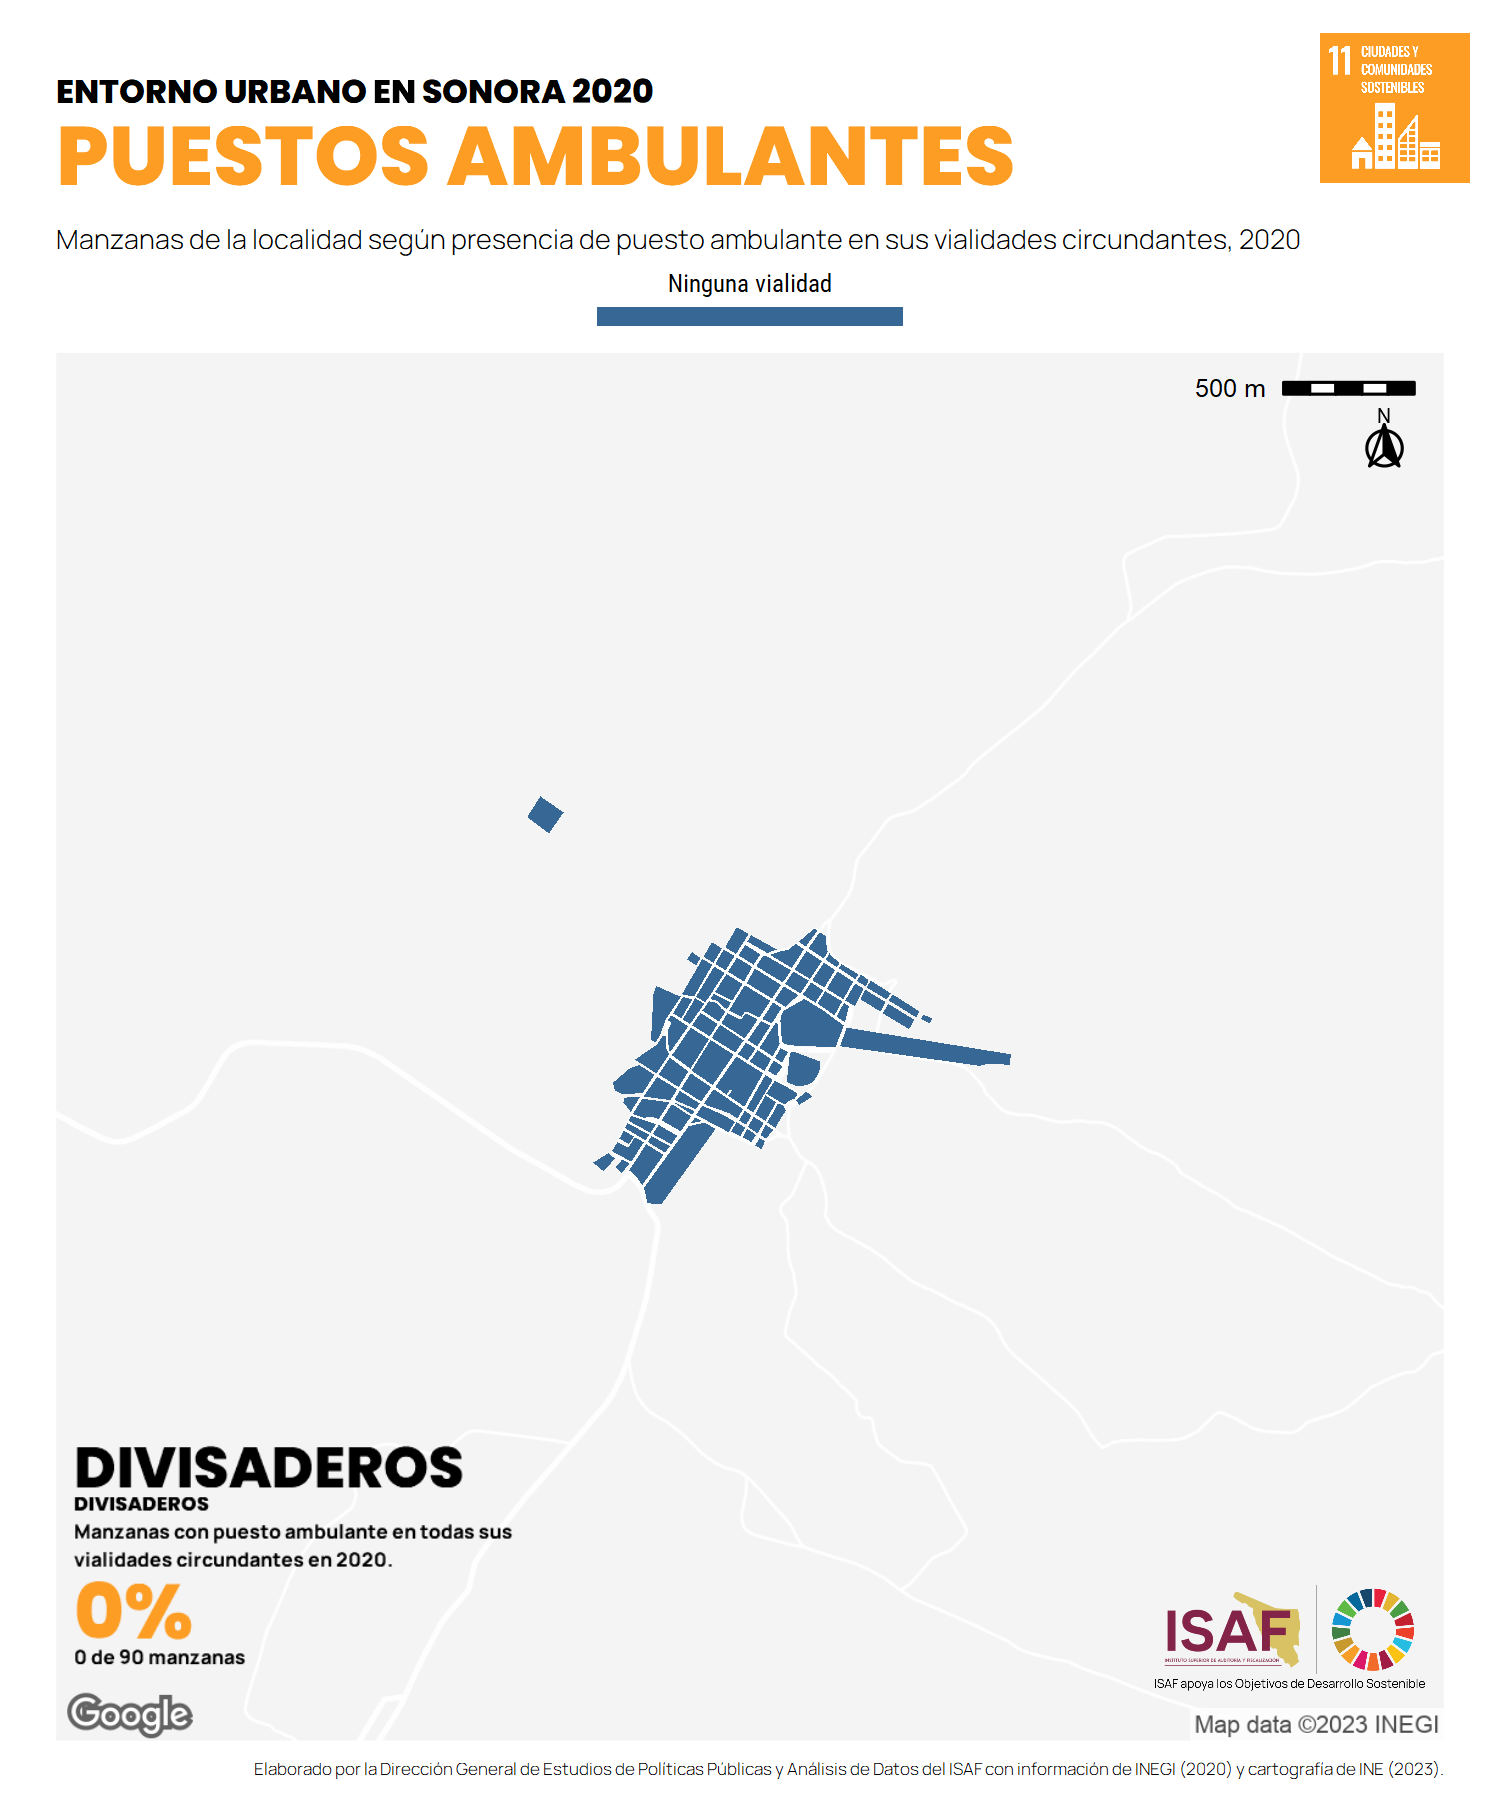 ENTORNO URBANO EN SONORA 2020
PUESTOS AMBULANTES
11 CIUDADES Y
COMUNIDADES
SOSTENIBLES
Manzanas de la localidad según presencia de puesto ambulante en sus vialidades circundantes, 2020
Ninguna vialidad
500 m
N
DIVISADEROS
DIVISADEROS
Manzanas con puesto ambulante en todas sus
vialidades circundantes en 2020.
0%
0 de 90 manzanas
Google
ISAF
INSTITUTO SUPERIOR DE AUDITORÍA Y FISCALIZACIÓN
ISAF apoya los Objetivos de Desarrollo Sostenible
Map data ©2023 INEGI
Elaborado por la Dirección General de Estudios de Políticas Públicas y Análisis de Datos del ISAF con información de INEGI (2020) y cartografía de INE (2023).